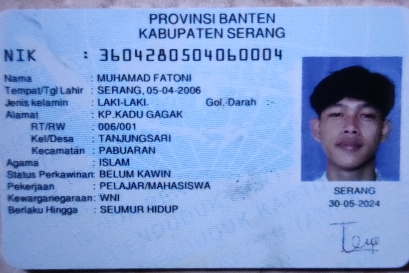 PROVINSI BANTEN
KABUPATEN SERANG
NIK : 3604280504060004
Nama : MUHAMAD FATONI
Tempat/Tgl Lahir : SERANG, 05-04-2006
Jenis kelamin : LAKI-LAKI. Gol. Darah :-
Alamat : KP.KADU GAGAK
RT/RW : 006/001
Kel/Desa : TANJUNGSARI
Kecamatan : PABUARAN
Agama : ISLAM
Status Perkawinan: BELUM KAWIN
Pekerjaan : PELAJAR/MAHASISWA
Kewarganegaraan: WNI
Berlaku Hingga : SEUMUR HIDUP
SERANG
30-05-2024